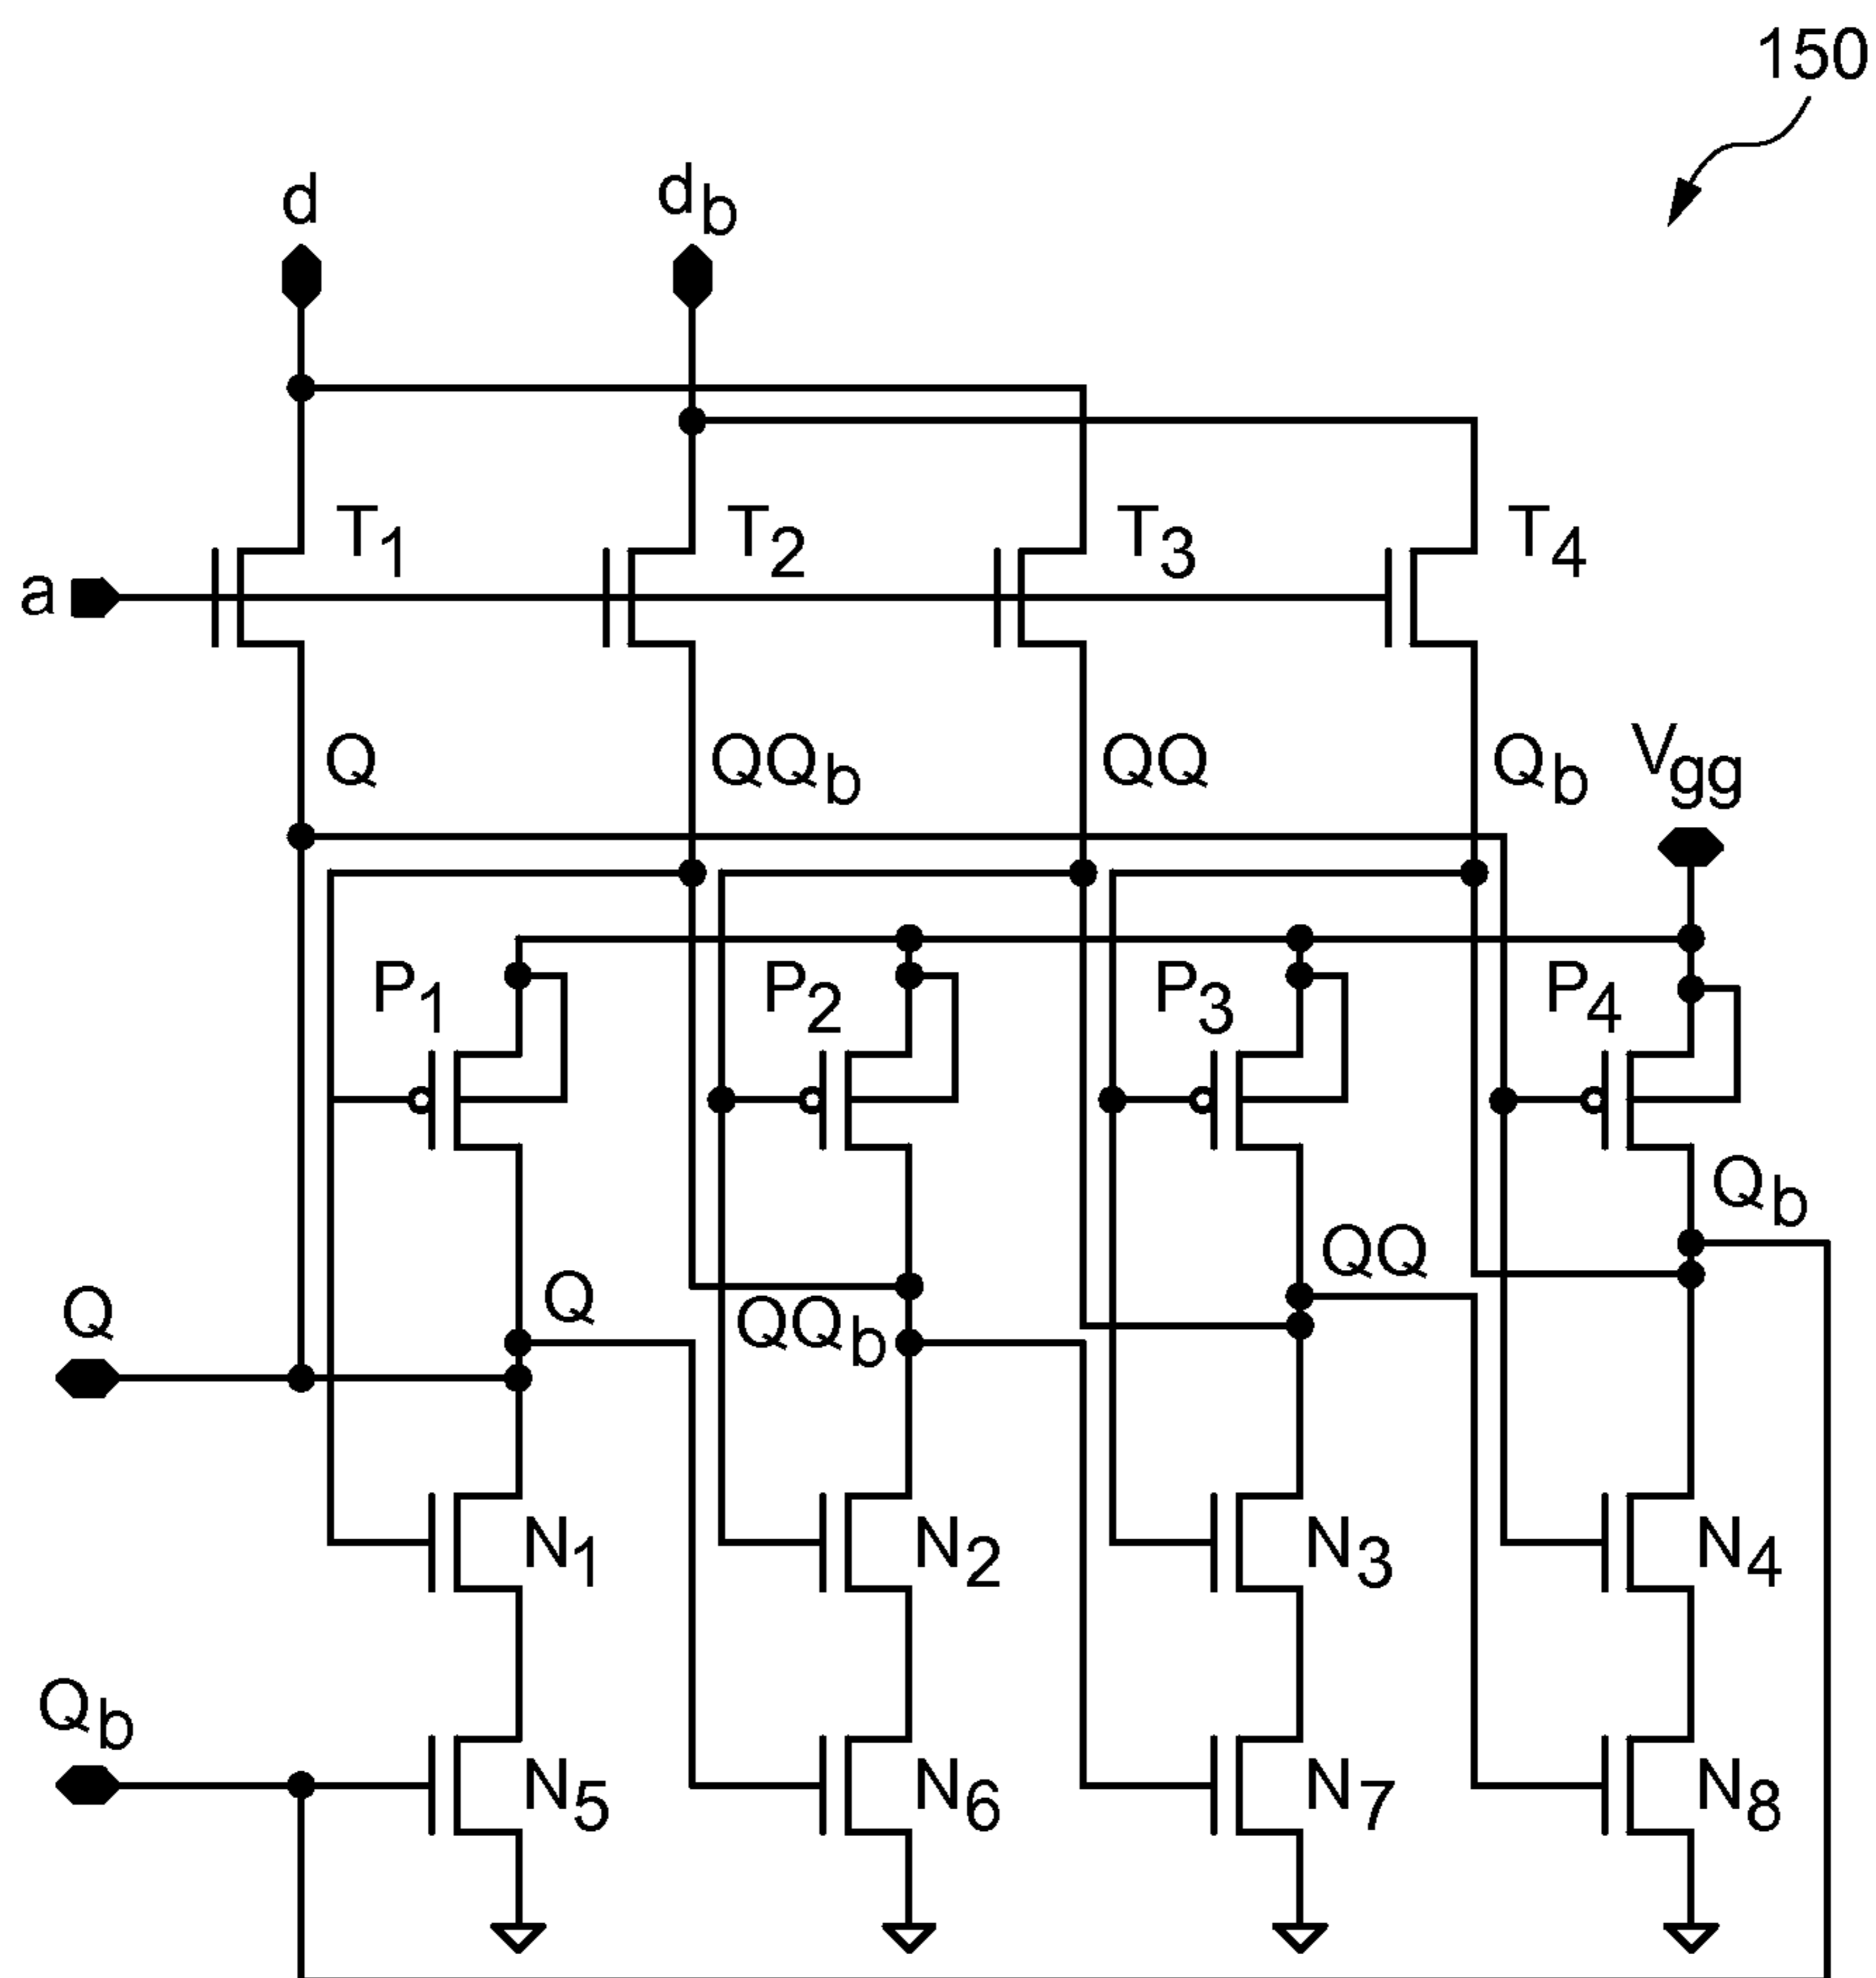 150
d
d_b
T_1
T_2
T_3
T_4
a
Q
QQ_b
QQ
Q_b
V_gg
P_1
P_2
P_3
P_4
Q_b
QQ
Q
Q
QQ_b
N_1
N_2
N_3
N_4
Q_b
N_5
N_6
N_7
N_8